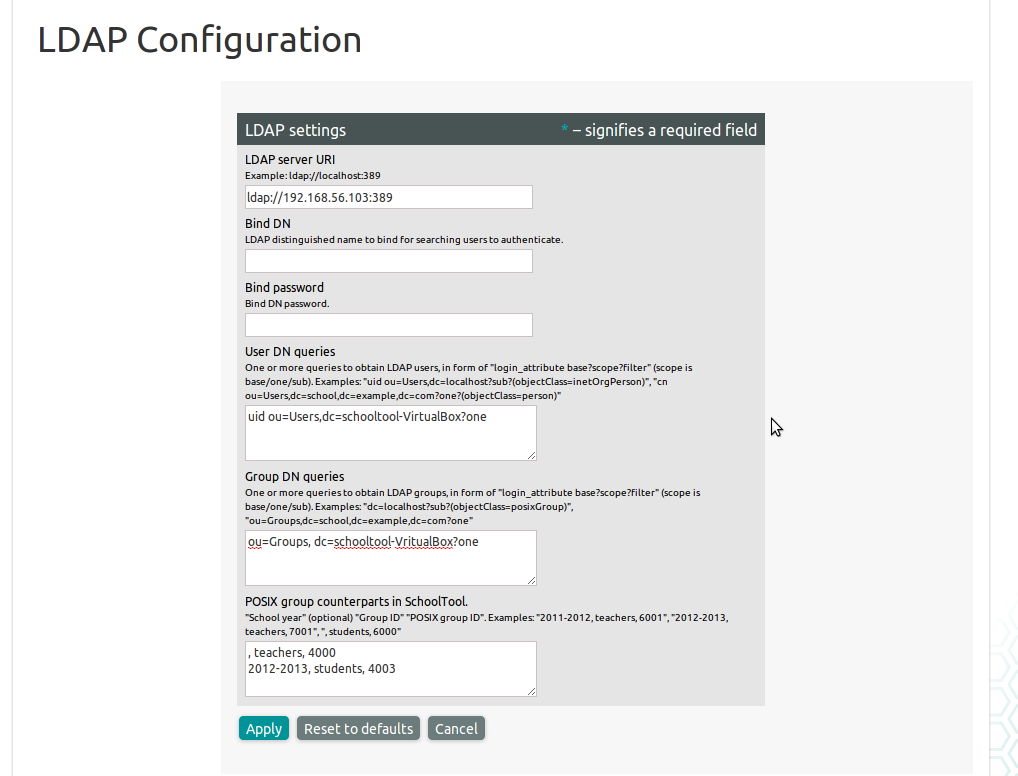 LDAP Configuration
LDAP settings * – signifies a required field
LDAP server URI
Example: ldap://localhost:389
ldap://192.168.56.103:389
Bind DN
LDAP distinguished name to bind for searching users to authenticate.
Bind password
Bind DN password.
User DN queries
One or more queries to obtain LDAP users, in form of "login_attribute base?scope?filter" (scope is
base/one/sub). Examples: "uid ou=Users,dc=localhost?sub?(objectClass=inetOrgPerson)", "cn
ou=Users,dc=school,dc=example,dc=com?one?(objectClass=person)"
uid ou=Users,dc=schooltool-VirtualBox?one
Group DN queries
One or more queries to obtain LDAP groups, in form of "login_attribute base?scope?filter" (scope is
base/one/sub). Examples: "dc=localhost?sub?(objectClass=posixGroup)",
"ou=Groups,dc=school,dc=example,dc=com?one"
ou=Groups, dc=schooltool-VritualBox?one
POSIX group counterparts in SchoolTool.
"School year" (optional) "Group ID" "POSIX group ID". Examples: "2011-2012, teachers, 6001", "2012-2013,
teachers, 7001", ", students, 6000"
, teachers, 4000
2012-2013, students, 4003
Apply Reset to defaults Cancel